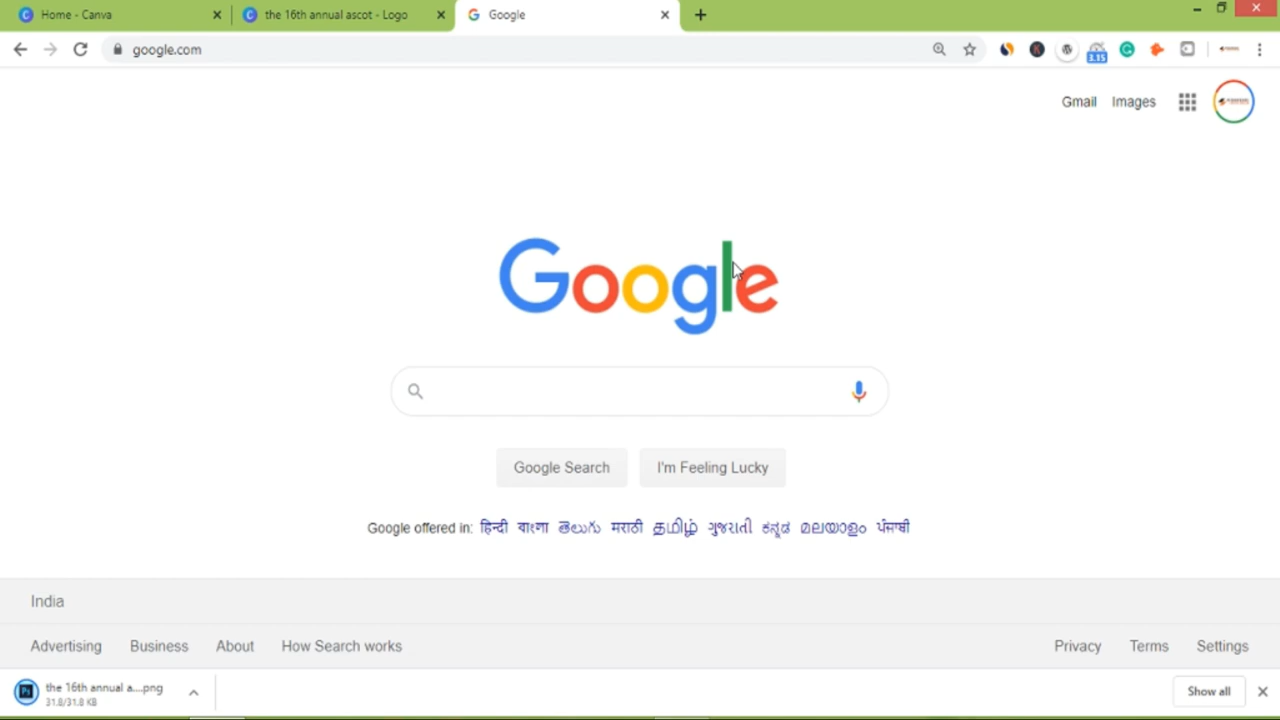 Home - Canva
the 16th annual ascot - Logo
Google
google.com
3.15
Gmail
Images
Google
Google Search
I'm Feeling Lucky
Google offered in: हिन्दी বাংলা తెలుగు मराठी தமிழ் ગુજરાતી ಕನ್ನಡ മലയാളം ਪੰਜਾਬੀ
India
Advertising Business About How Search works
Privacy Terms Settings
the 16th annual a....png
31.8/31.8 KB
Show all